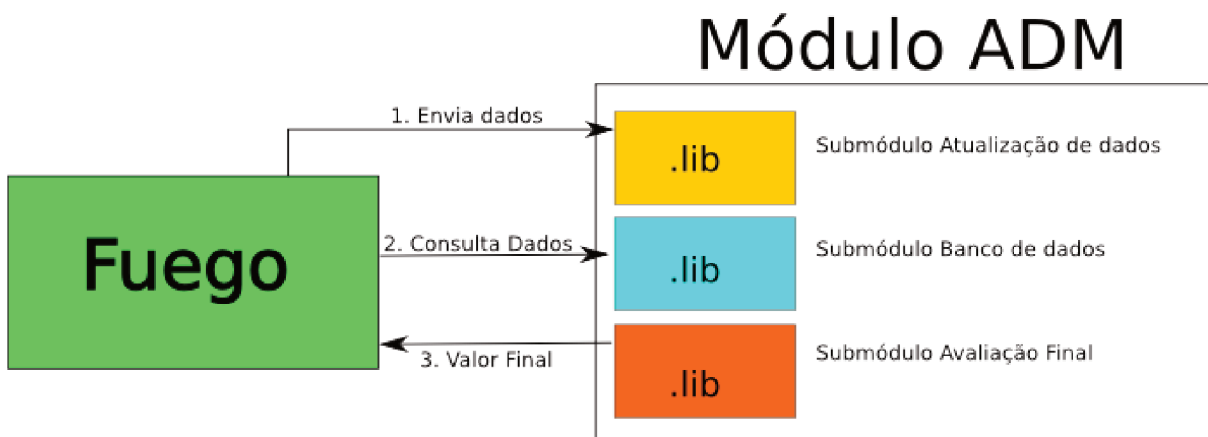 Módulo ADM
1. Envia dados
.lib
Submódulo Atualização de dados
Fuego
2. Consulta Dados
.lib
Submódulo Banco de dados
3. Valor Final
.lib
Submódulo Avaliação Final